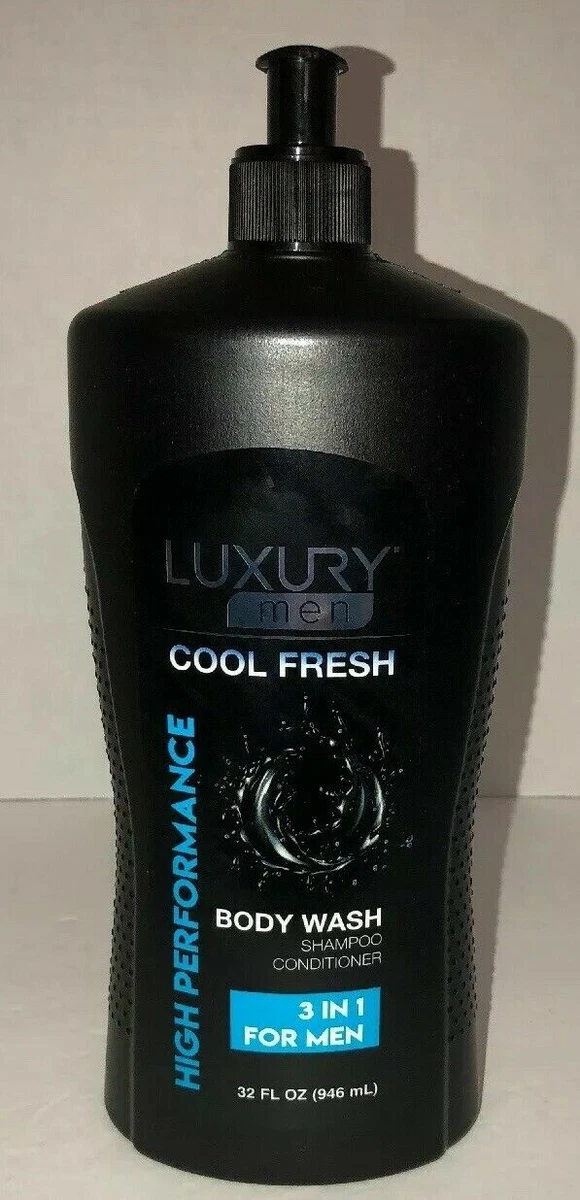 LUXURY
men
COOL FRESH
HIGH PERFORMANCE
BODY WASH
SHAMPOO
CONDITIONER
3 IN 1
FOR MEN
32 FL OZ (946 mL)